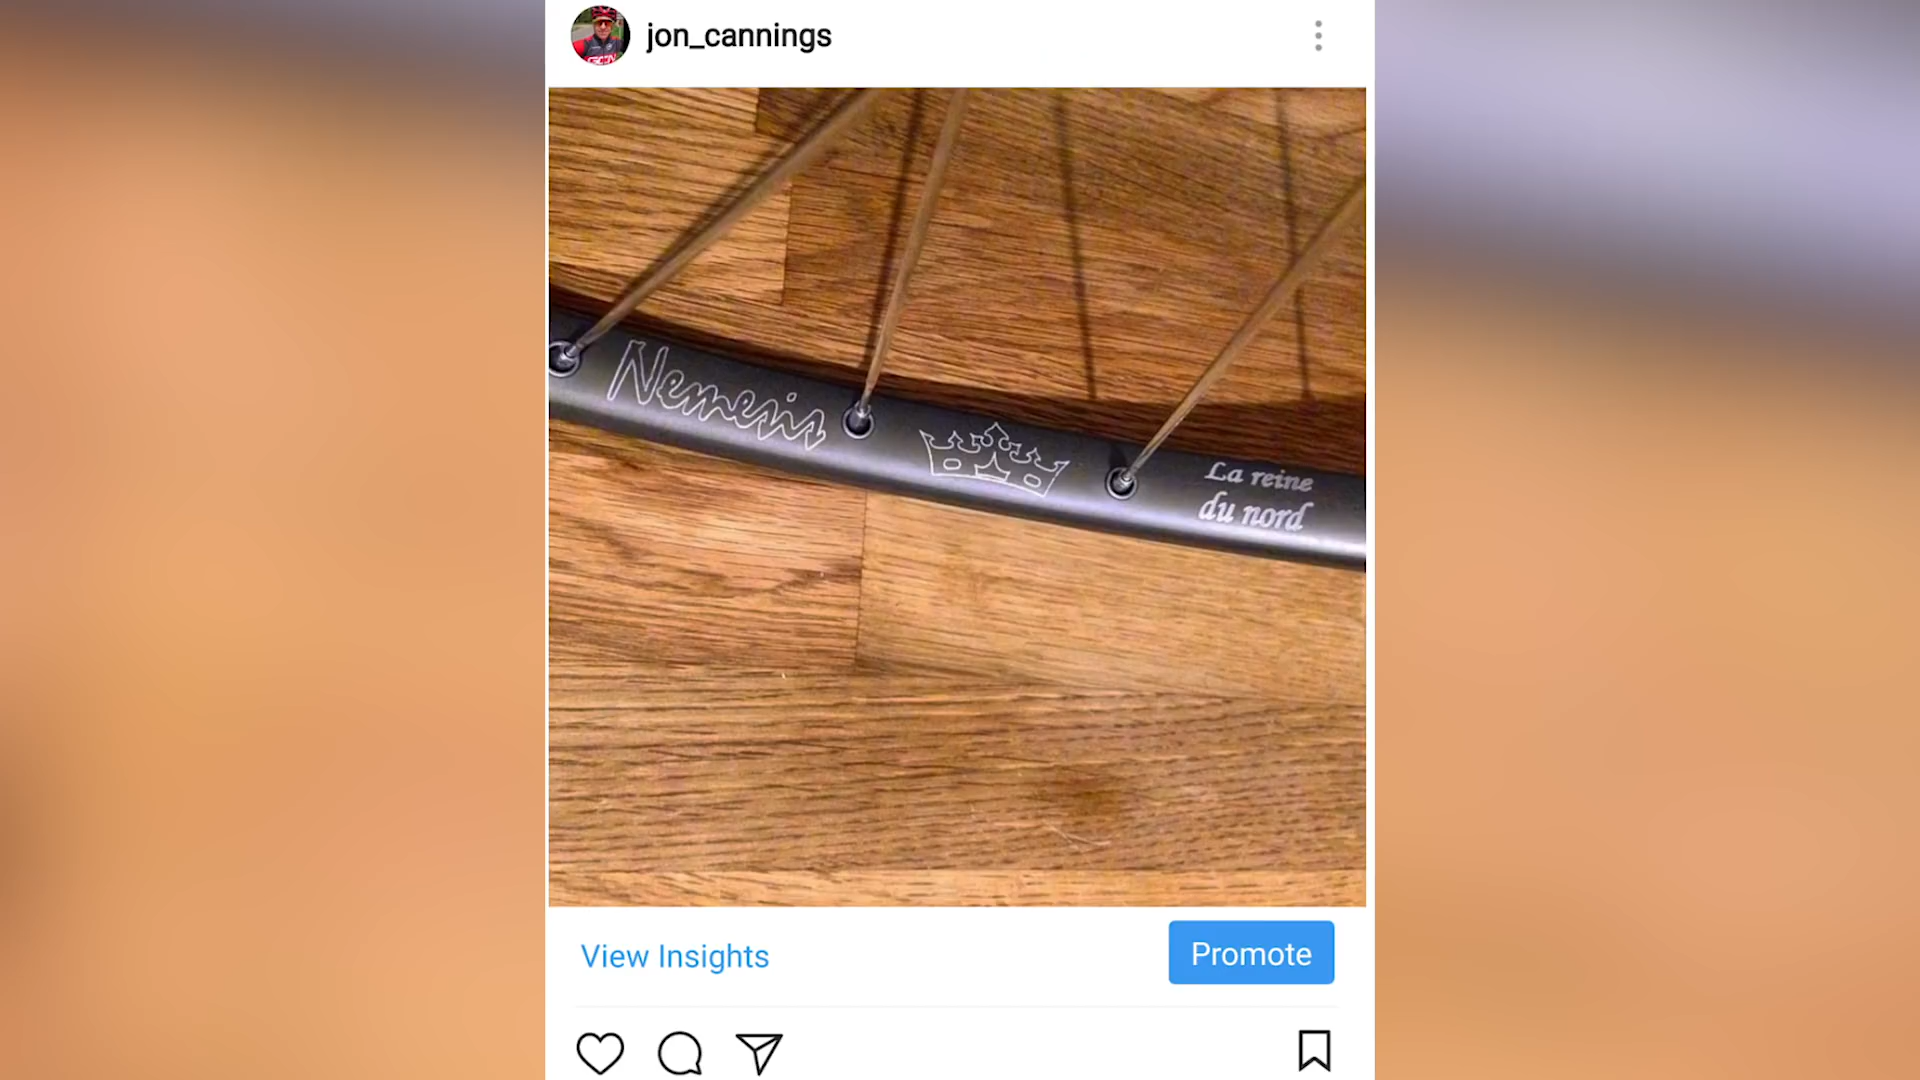 jon_cannings
Nemesis
La reine
du nord
View Insights
Promote